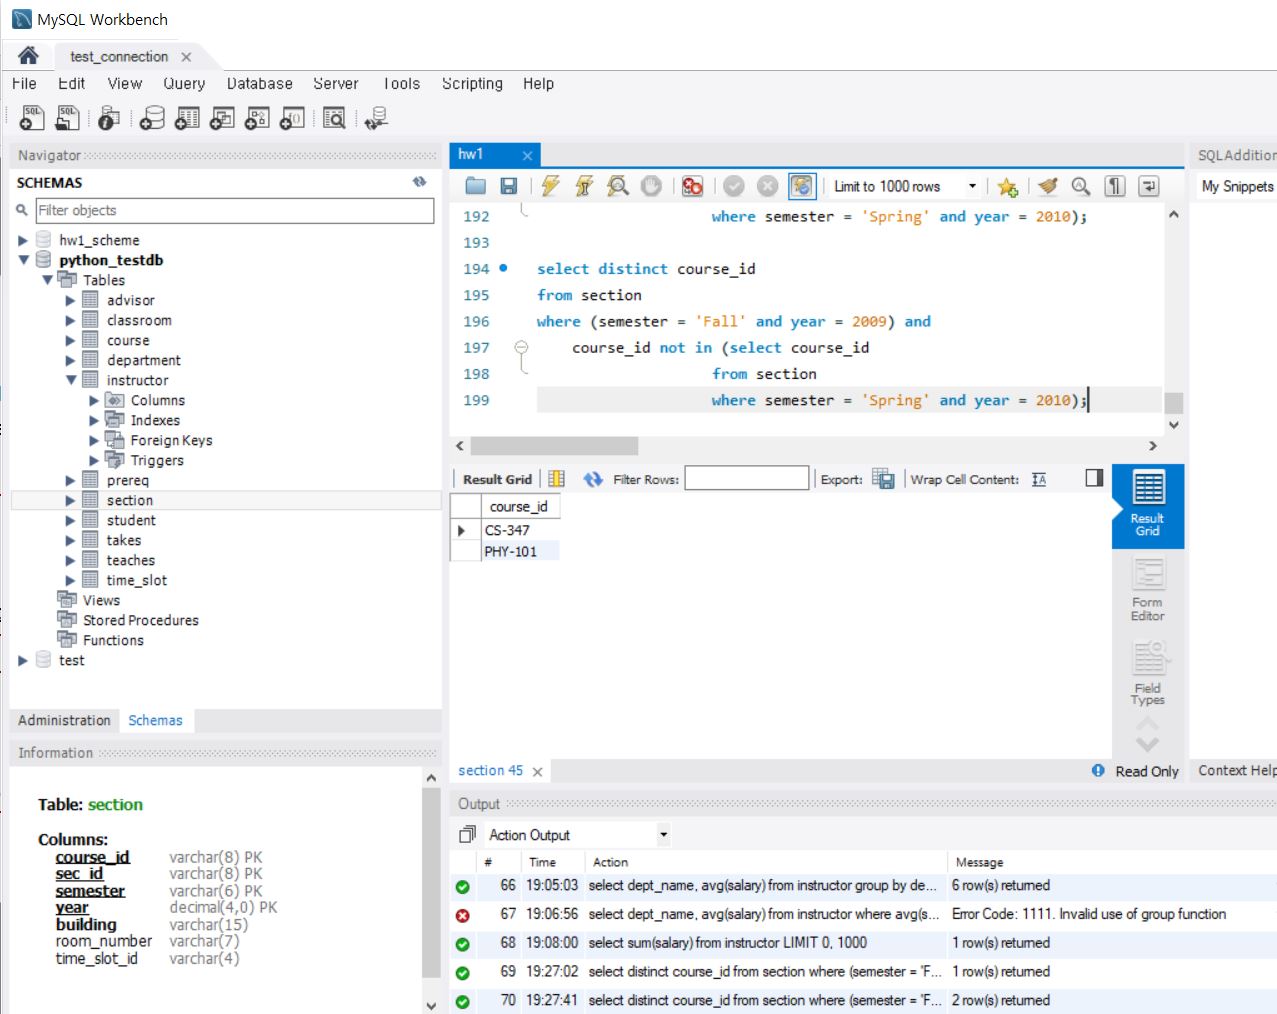 MySQL Workbench
test_connection
File Edit View Query Database Server Tools Scripting Help
Navigator
SCHEMAS
Filter objects
hw1_scheme
python_testdb
Tables
advisor
classroom
course
department
instructor
Columns
Indexes
Foreign Keys
Triggers
prereq
section
student
takes
teaches
time_slot
Views
Stored Procedures
Functions
test
Administration Schemas
Information
Table: section
Columns:
course_id varchar(8) PK
sec_id varchar(8) PK
semester varchar(6) PK
year decimal(4,0) PK
building varchar(15)
room_number varchar(7)
time_slot_id varchar(4)
hw1
Limit to 1000 rows
192 where semester = 'Spring' and year = 2010);
193
194 select distinct course_id
195 from section
196 where (semester = 'Fall' and year = 2009) and
197 course_id not in (select course_id
198 from section
199 where semester = 'Spring' and year = 2010);
Result Grid Filter Rows: Export: Wrap Cell Content:
course_id
CS-347
PHY-101
Result
Grid
Form
Editor
Field
Types
section 45
Read Only
SQLAddition
My Snippets
Context Help
Output
Action Output
# Time Action Message
66 19:05:03 select dept_name, avg(salary) from instructor group by de... 6 row(s) returned
67 19:06:56 select dept_name, avg(salary) from instructor where avg(s... Error Code: 1111. Invalid use of group function
68 19:08:00 select sum(salary) from instructor LIMIT 0, 1000 1 row(s) returned
69 19:27:02 select distinct course_id from section where (semester = 'F... 1 row(s) returned
70 19:27:41 select distinct course_id from section where (semester = 'F... 2 row(s) returned